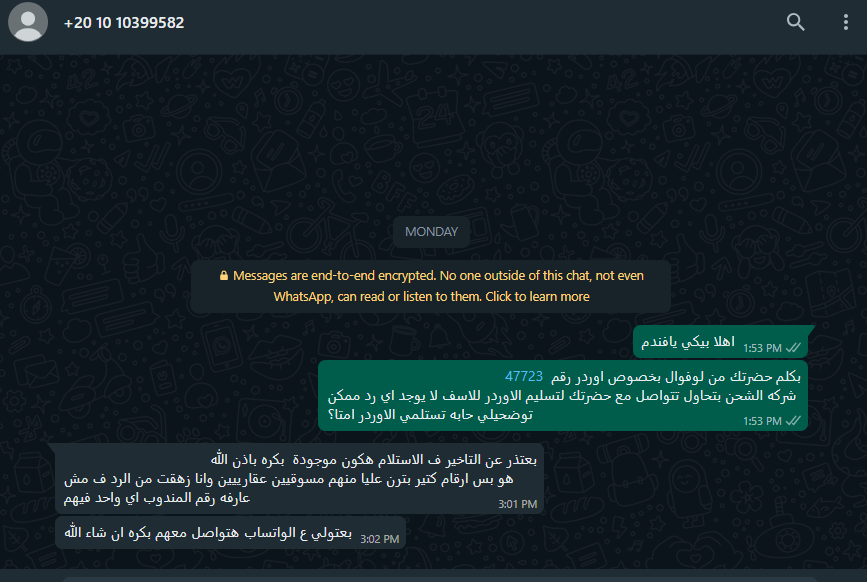 +20 10 10399582
MONDAY
Messages are end-to-end encrypted. No one outside of this chat, not even
WhatsApp, can read or listen to them. Click to learn more
اهلا بيكي يافندم
1:53 PM
بكلم حضرتك من لوفوال بخصوص اوردر رقم 47723
شركه الشحن بتحاول تتواصل مع حضرتك لتسليم الاوردر للاسف لا يوجد اي رد ممكن
توضحيلي حابه تستلمي الاوردر امتا؟
1:53 PM
بعتذر عن التاخير ف الاستلام هكون موجودة بكره باذن الله
هو بس ارقام كتير بترن عليا منهم مسوقيين عقاريييين وانا زهقت من الرد ف مش
عارفه رقم المندوب اي واحد فيهم
3:01 PM
بعتولي ع الواتساب هتواصل معهم بكره ان شاء الله
3:02 PM